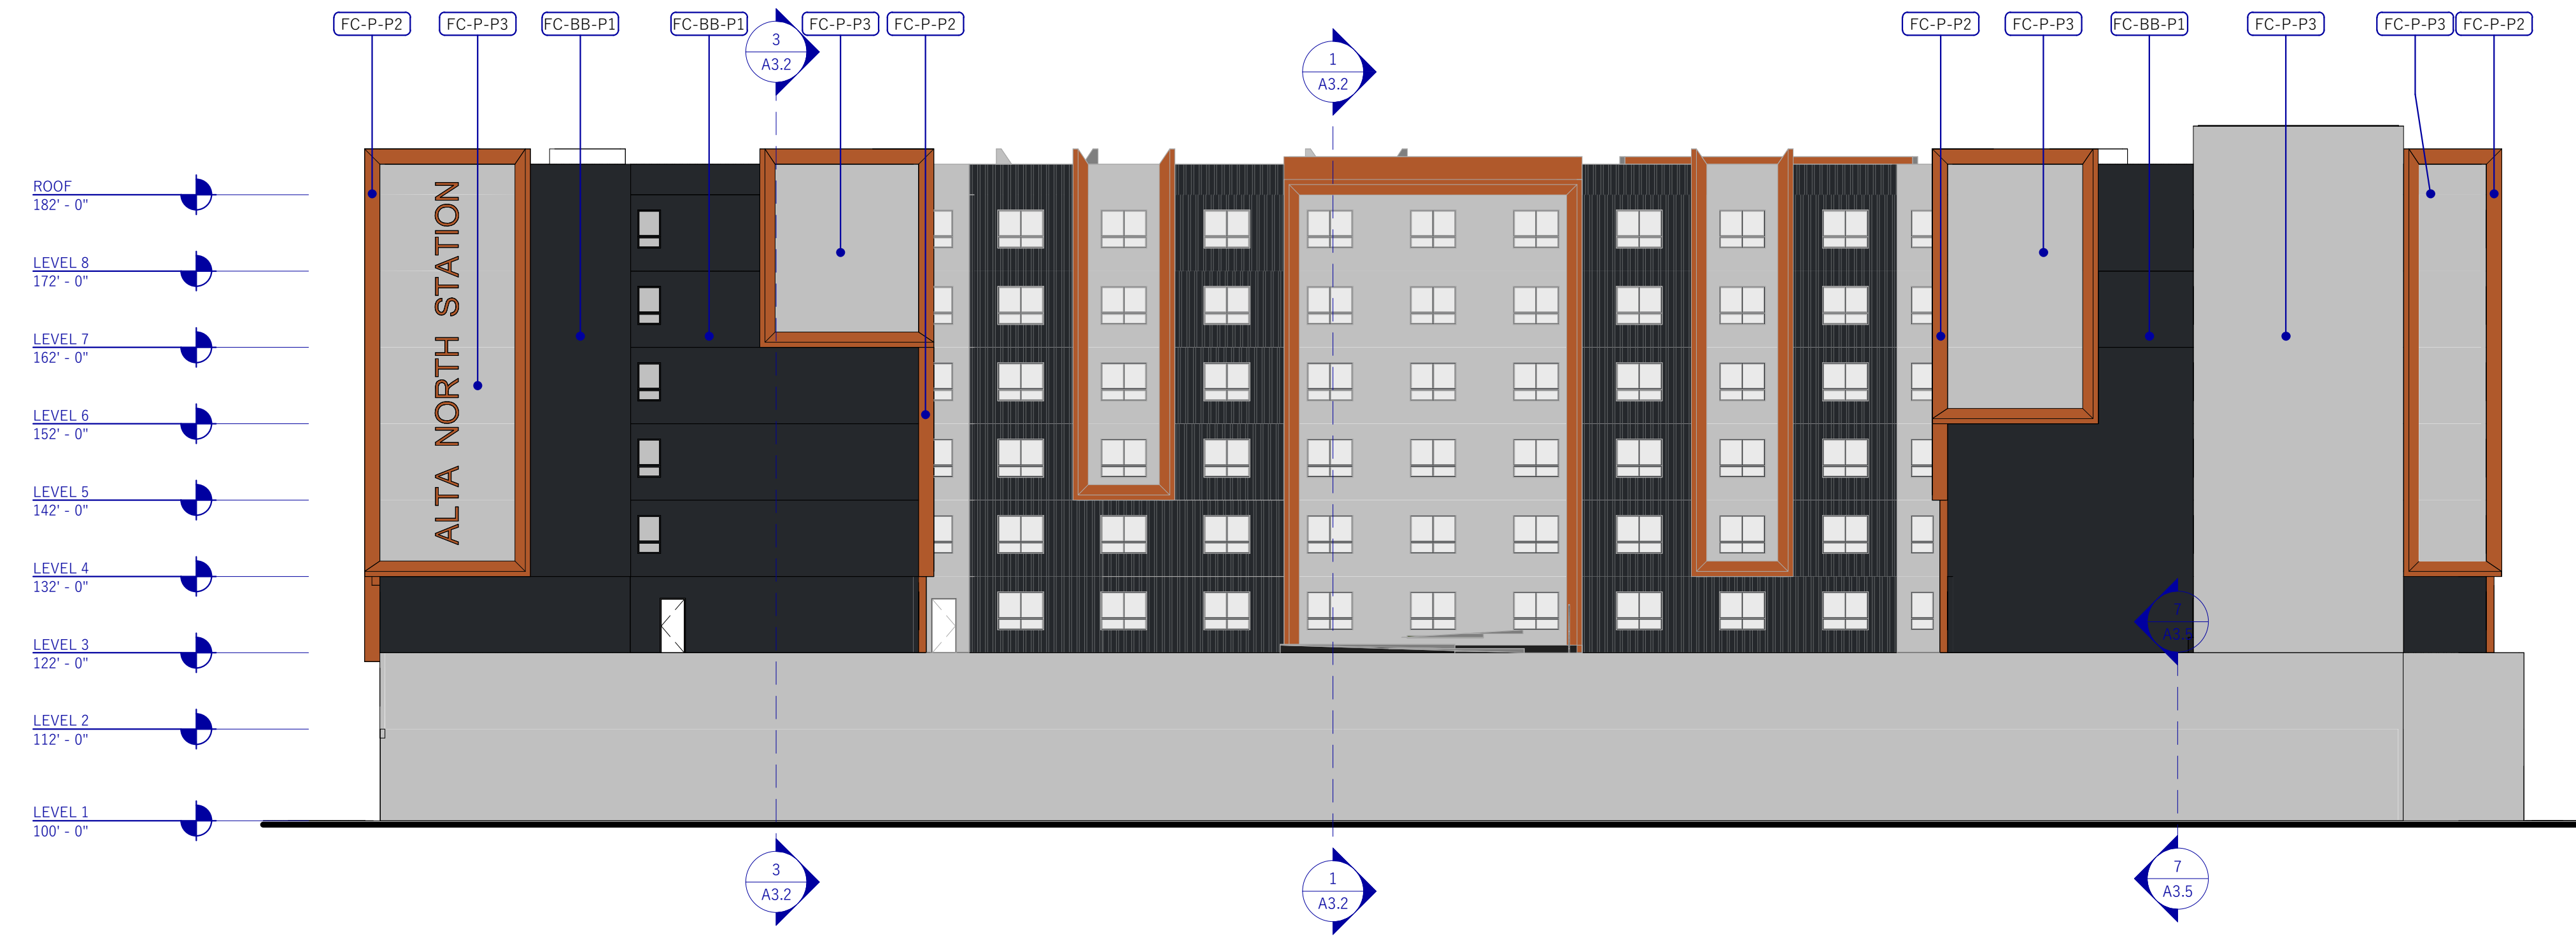 FC-P-P2
FC-P-P3
FC-BB-P1
FC-BB-P1
FC-P-P3
FC-P-P2
FC-P-P2
FC-P-P3
FC-BB-P1
FC-P-P3
FC-P-P3
FC-P-P2
3
A3.2
1
A3.2
ROOF
182' - 0"
LEVEL 8
172' - 0"
LEVEL 7
162' - 0"
LEVEL 6
152' - 0"
LEVEL 5
142' - 0"
LEVEL 4
132' - 0"
LEVEL 3
122' - 0"
LEVEL 2
112' - 0"
LEVEL 1
100' - 0"
ALTA NORTH STATION
7
A3.5
3
A3.2
1
A3.2
7
A3.5